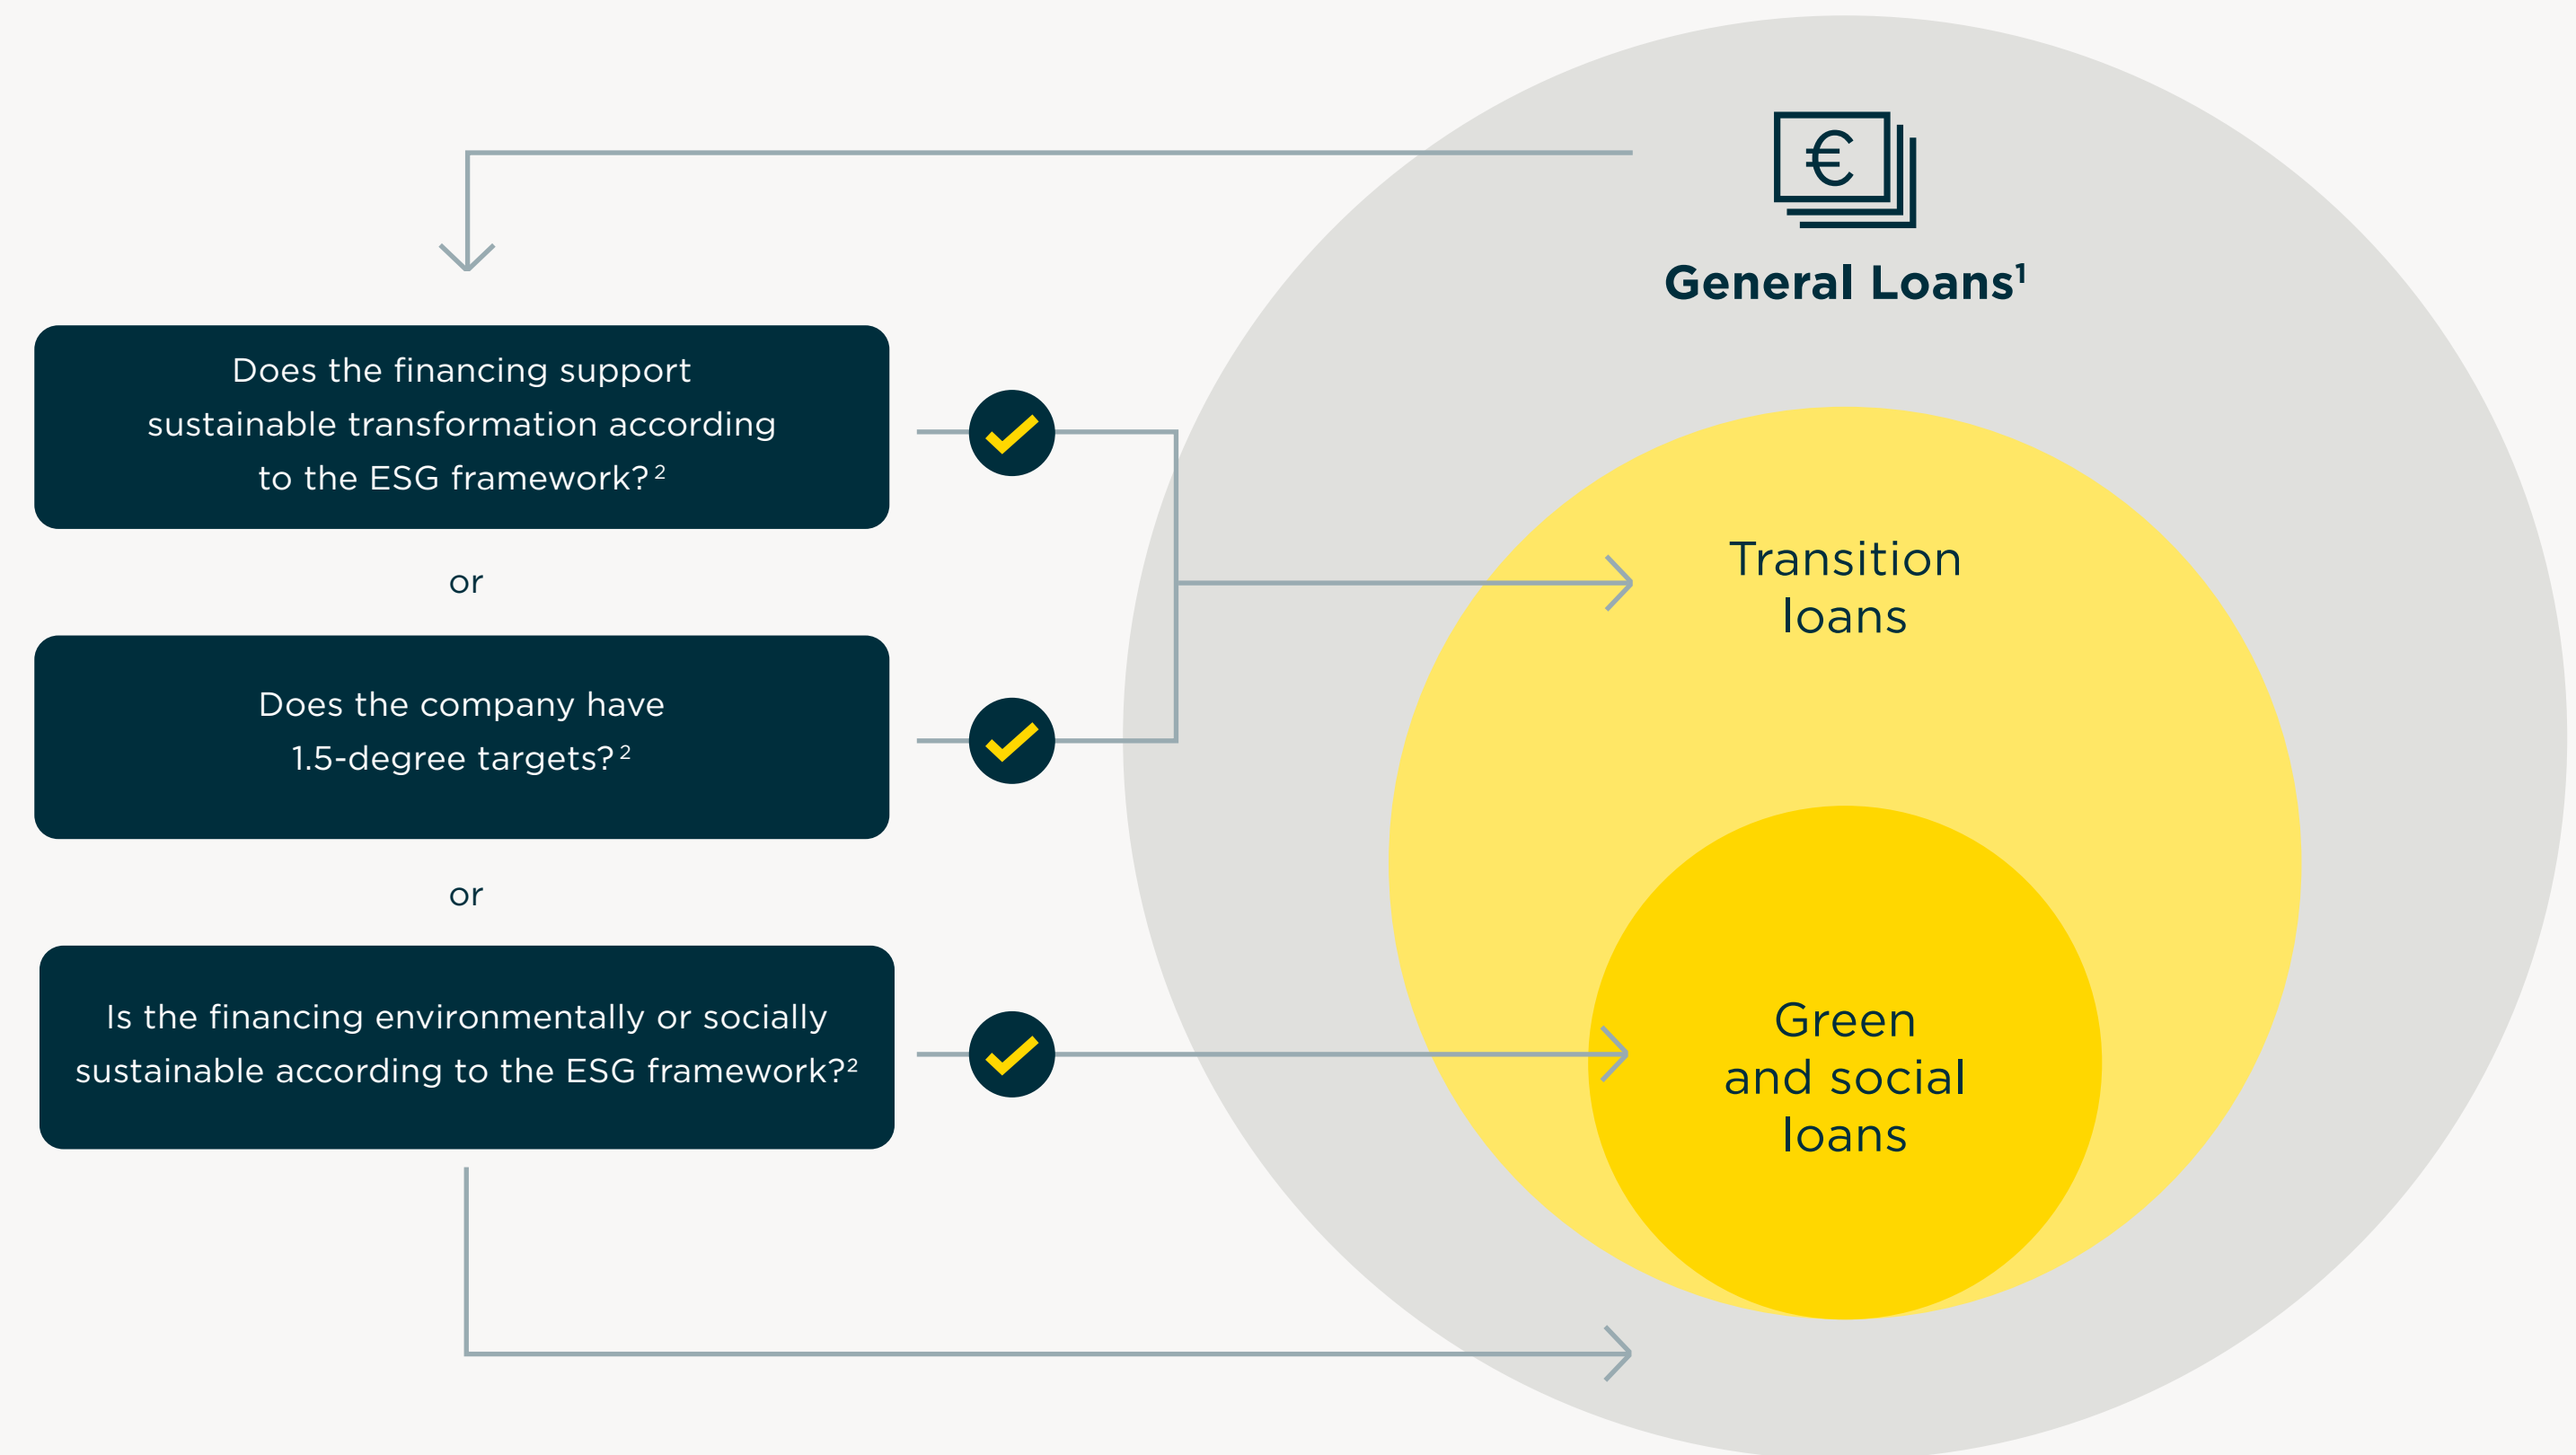 €
General Loans¹
Does the financing support
sustainable transformation according
to the ESG framework? ²
or
Does the company have
1.5-degree targets? ²
or
Is the financing environmentally or socially
sustainable according to the ESG framework?²
Transition
loans
Green
and social
loans